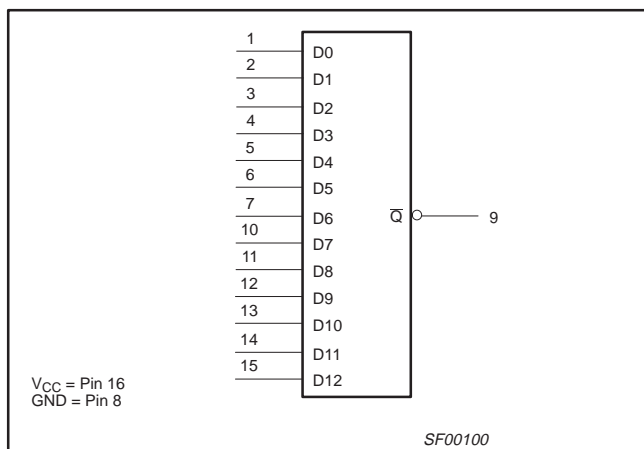 1 D0
2 D1
3 D2
4 D3
5 D4
6 D5
7 D6 Q̅ 9
10 D7
11 D8
12 D9
13 D10
14 D11
15 D12
VCC = Pin 16
GND = Pin 8
SF00100